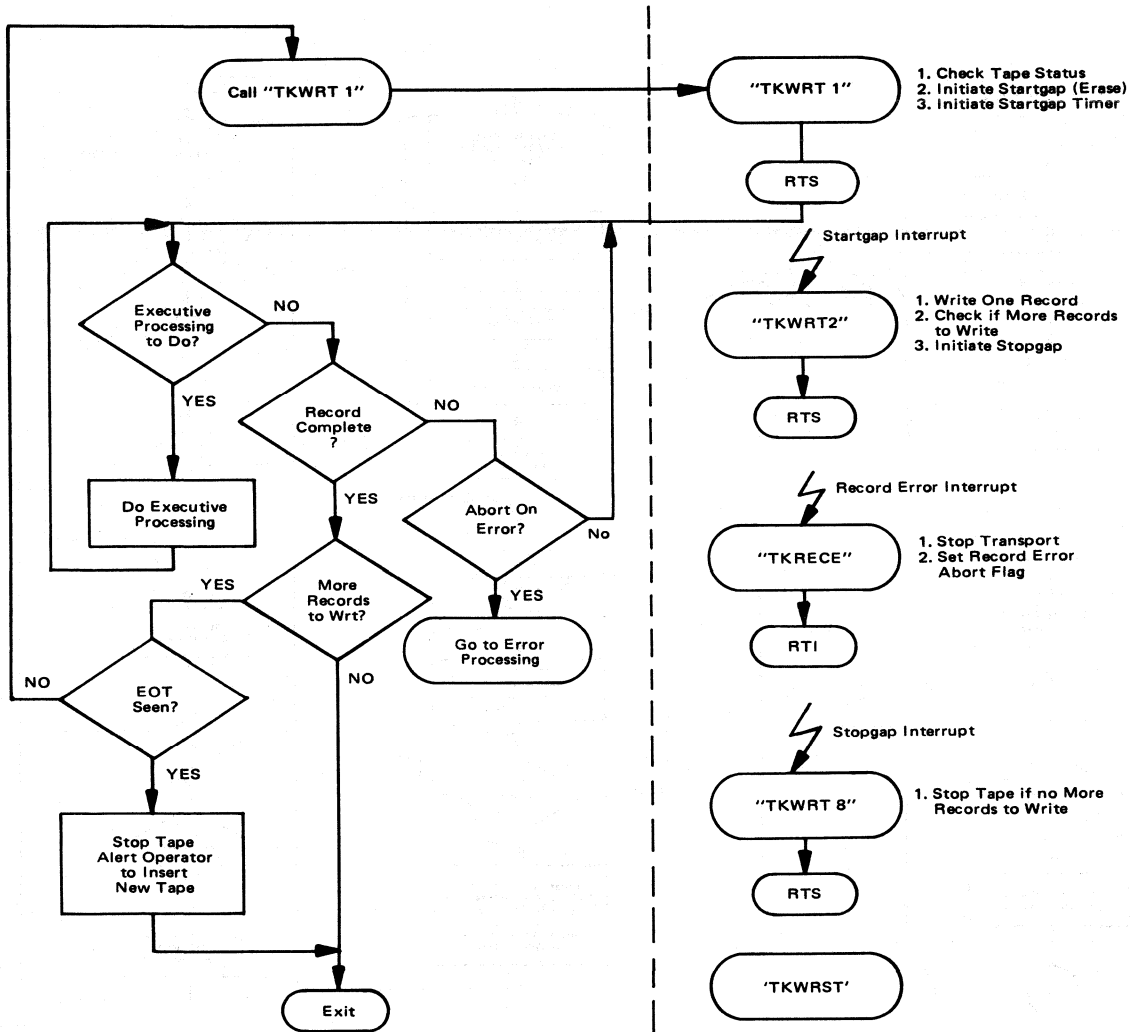 Call "TKWRT 1"
"TKWRT 1"
1. Check Tape Status
2. Initiate Startgap (Erase)
3. Initiate Startgap Timer
RTS
Startgap Interrupt
Executive
Processing
to Do?
NO
YES
"TKWRT2"
1. Write One Record
2. Check if More Records
to Write
3. Initiate Stopgap
Record
Complete
?
NO
YES
RTS
Do Executive
Processing
Abort On
Error?
No
YES
Record Error Interrupt
"TKRECE"
1. Stop Transport
2. Set Record Error
Abort Flag
RTI
More
Records
to Wrt?
YES
NO
Go to Error
Processing
EOT
Seen?
NO
YES
Stopgap Interrupt
"TKWRT 8"
1. Stop Tape if no More
Records to Write
RTS
Stop Tape
Alert Operator
to Insert
New Tape
Exit
'TKWRST'